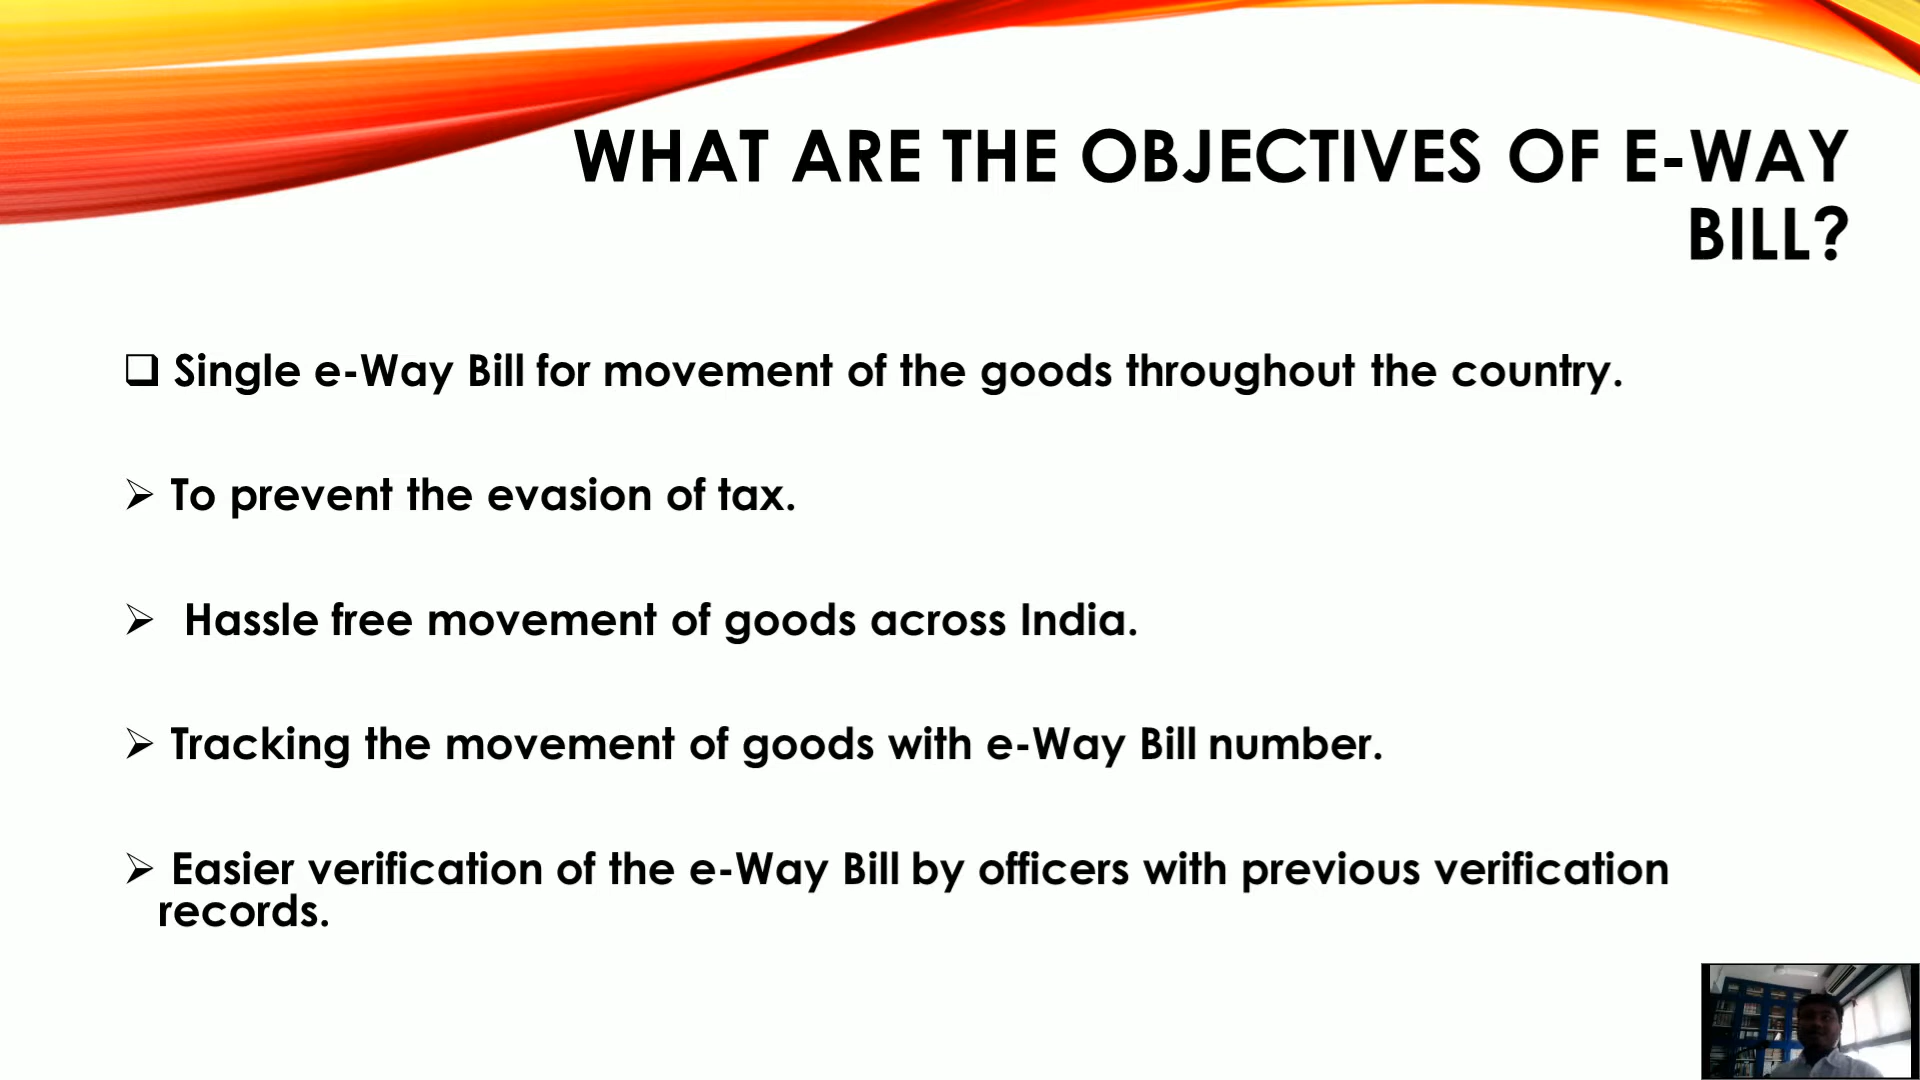 WHAT ARE THE OBJECTIVES OF E-WAY
BILL?
❑ Single e-Way Bill for movement of the goods throughout the country.
➢ To prevent the evasion of tax.
➢ Hassle free movement of goods across India.
➢ Tracking the movement of goods with e-Way Bill number.
➢ Easier verification of the e-Way Bill by officers with previous verification
records.